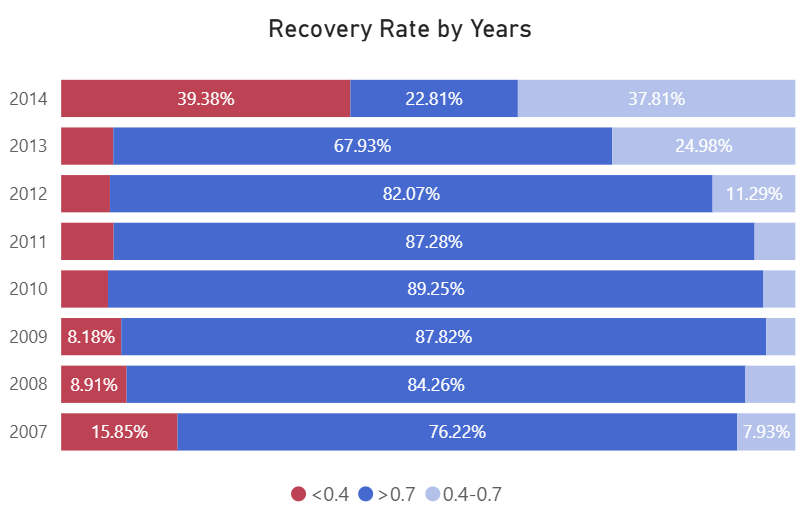 Recovery Rate by Years
2014 39.38% 22.81% 37.81%
2013 67.93% 24.98%
2012 82.07% 11.29%
2011 87.28%
2010 89.25%
2009 8.18% 87.82%
2008 8.91% 84.26%
2007 15.85% 76.22% 7.93%
<0.4 >0.7 0.4-0.7